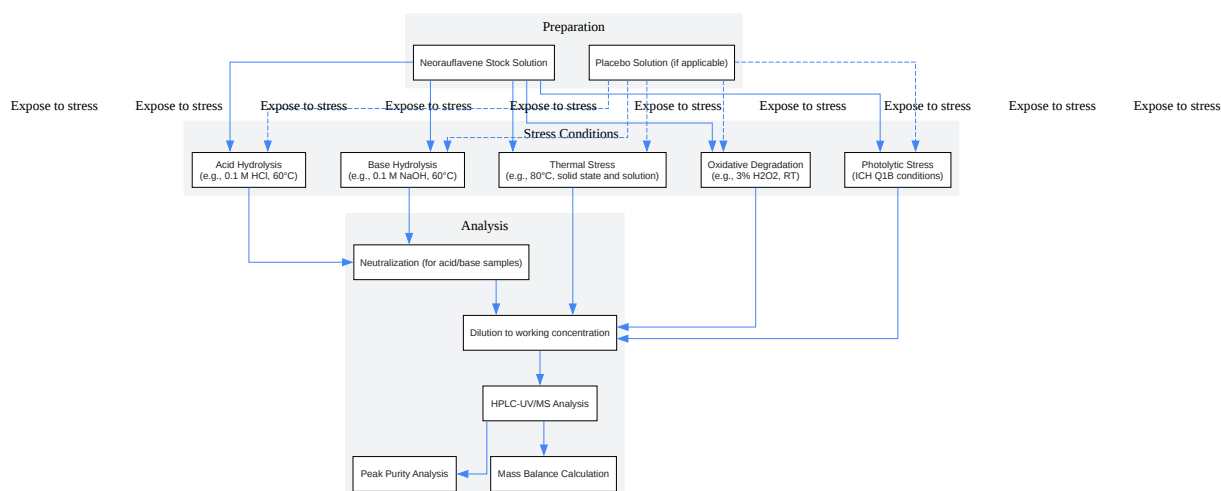 Preparation
Neorauflavene Stock Solution
Placebo Solution (if applicable)
Expose to stress
Expose to stress
Expose to stress
Expose to stress
Expose to stress
Expose to stress
Expose to stress
Expose to stress
Expose to stress
Expose to stress
Stress Conditions
Acid Hydrolysis
(e.g., 0.1 M HCl, 60°C)
Base Hydrolysis
(e.g., 0.1 M NaOH, 60°C)
Thermal Stress
(e.g., 80°C, solid state and solution)
Oxidative Degradation
(e.g., 3% H2O2, RT)
Photolytic Stress
(ICH Q1B conditions)
Analysis
Neutralization (for acid/base samples)
Dilution to working concentration
HPLC-UV/MS Analysis
Peak Purity Analysis
Mass Balance Calculation